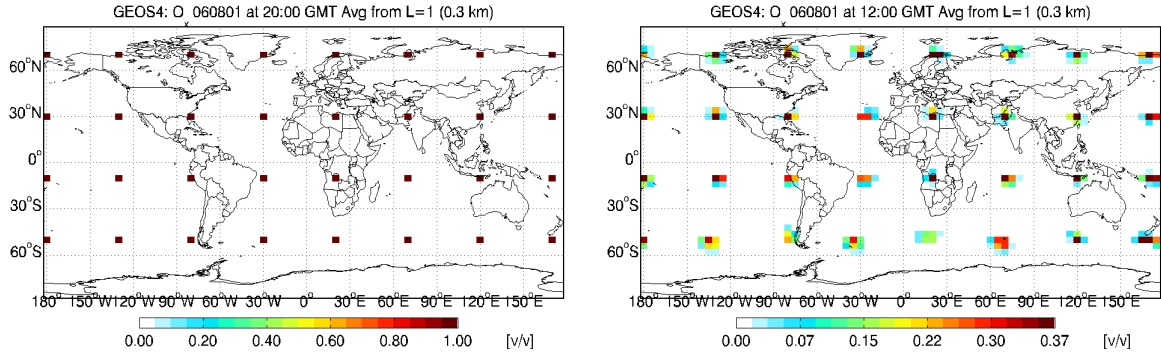 GEOS4: O_x 060801 at 20:00 GMT Avg from L=1 (0.3 km)
60°N
30°N
0°
30°S
60°S
180°W 150°W 120°W 90°W 60°W 30°W 0° 30°E 60°E 90°E 120°E 150°E
0.00 0.20 0.40 0.60 0.80 1.00 [v/v]
GEOS4: O_x 060801 at 12:00 GMT Avg from L=1 (0.3 km)
60°N
30°N
0°
30°S
60°S
180°W 150°W 120°W 90°W 60°W 30°W 0° 30°E 60°E 90°E 120°E 150°E
0.00 0.07 0.15 0.22 0.30 0.37 [v/v]